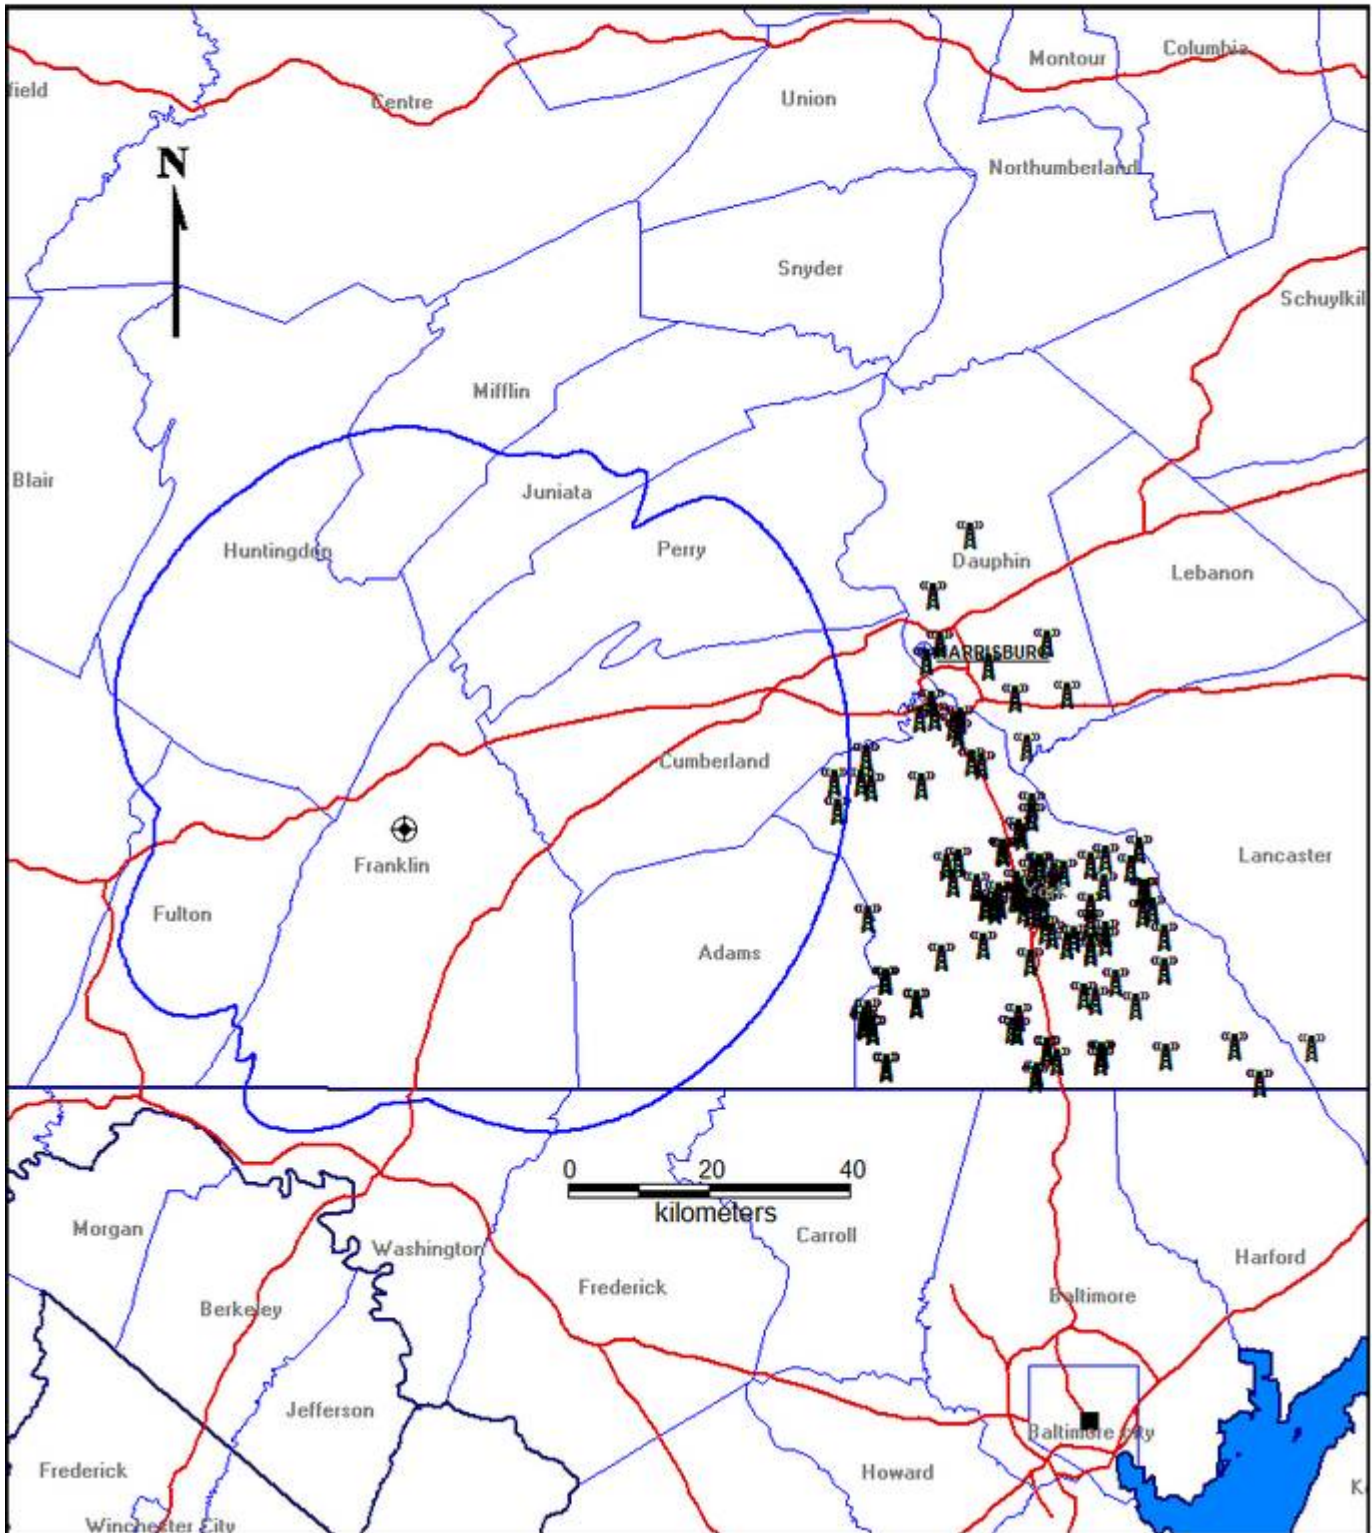 Columbia
Montour
field
Centre
Union
N
Northumberland
Snyder
Schuylkil
Mifflin
Blair
Juniata
Huntingdon
Perry
Dauphin
Lebanon
HARRISBURG
Cumberland
Franklin
Lancaster
York
Fulton
Adams
0 20 40
kilometers
Morgan
Carroll
Washington
Harford
Frederick
Baltimore
Berkeley
Jefferson
Baltimore city
Frederick
Howard
K
Winchester City